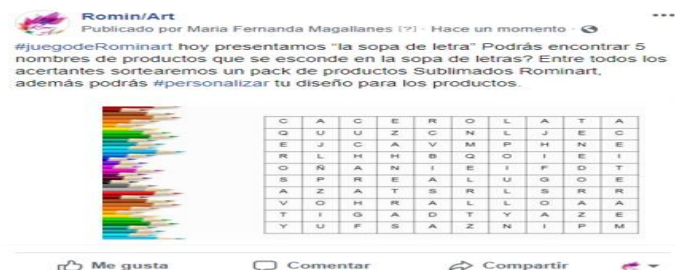 Romin/Art
Publicado por Maria Fernanda Magallanes [?] · Hace un momento ·
#juegodeRominart hoy presentamos "la sopa de letra" Podrás encontrar 5
nombres de productos que se esconde en la sopa de letras? Entre todos los
acertantes sortearemos un pack de productos Sublimados Rominart,
además podrás #personalizar tu diseño para los productos.
C A C E R O L A T A
Q U U Z C N L J E C
E J C A V M P H N E
R L H H B Q O I E I
O Ñ A N I E I F D T
S P R E A L U G O E
A Z A T S R L S R R
V O H R A L L O A A
T I G A D T Y A Z E
Y U F S A Z N I P M
Me gusta Comentar Compartir